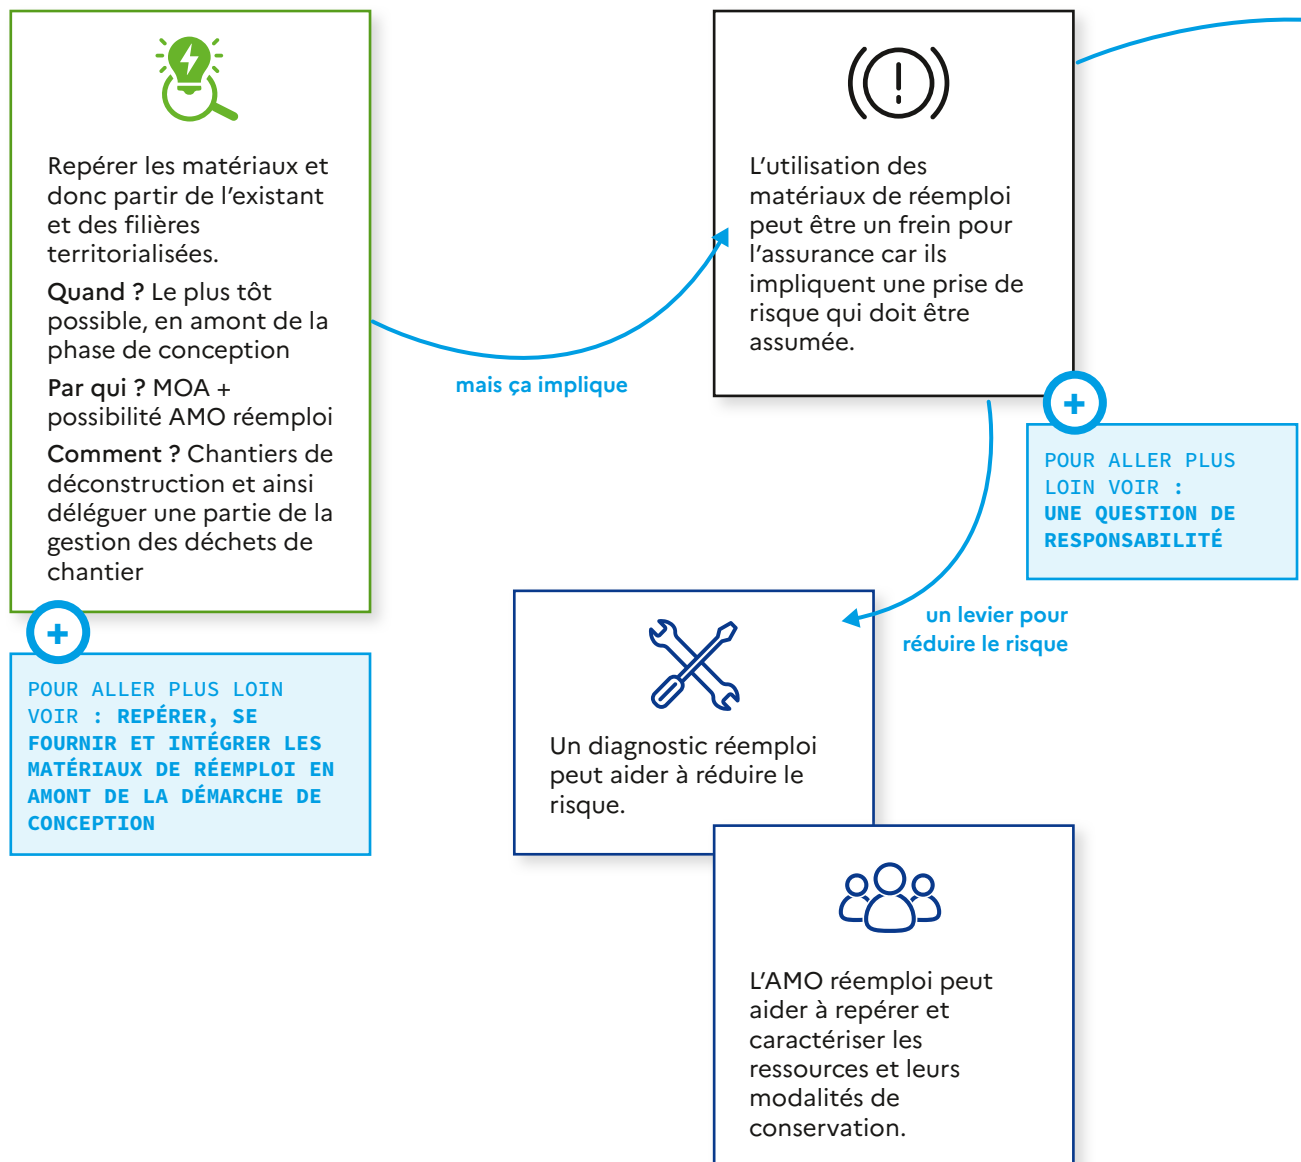 Repérer les matériaux et
donc partir de l'existant
et des filières
territorialisées.
Quand ? Le plus tôt
possible, en amont de la
phase de conception
Par qui ? MOA +
possibilité AMO réemploi
Comment ? Chantiers de
déconstruction et ainsi
déléguer une partie de la
gestion des déchets de
chantier
POUR ALLER PLUS LOIN
VOIR : REPÉRER, SE
FOURNIR ET INTÉGRER LES
MATÉRIAUX DE RÉEMPLOI EN
AMONT DE LA DÉMARCHE DE
CONCEPTION
mais ça implique
L'utilisation des
matériaux de réemploi
peut être un frein pour
l'assurance car ils
impliquent une prise de
risque qui doit être
assumée.
POUR ALLER PLUS
LOIN VOIR :
UNE QUESTION DE
RESPONSABILITÉ
un levier pour
réduire le risque
Un diagnostic réemploi
peut aider à réduire le
risque.
L'AMO réemploi peut
aider à repérer et
caractériser les
ressources et leurs
modalités de
conservation.